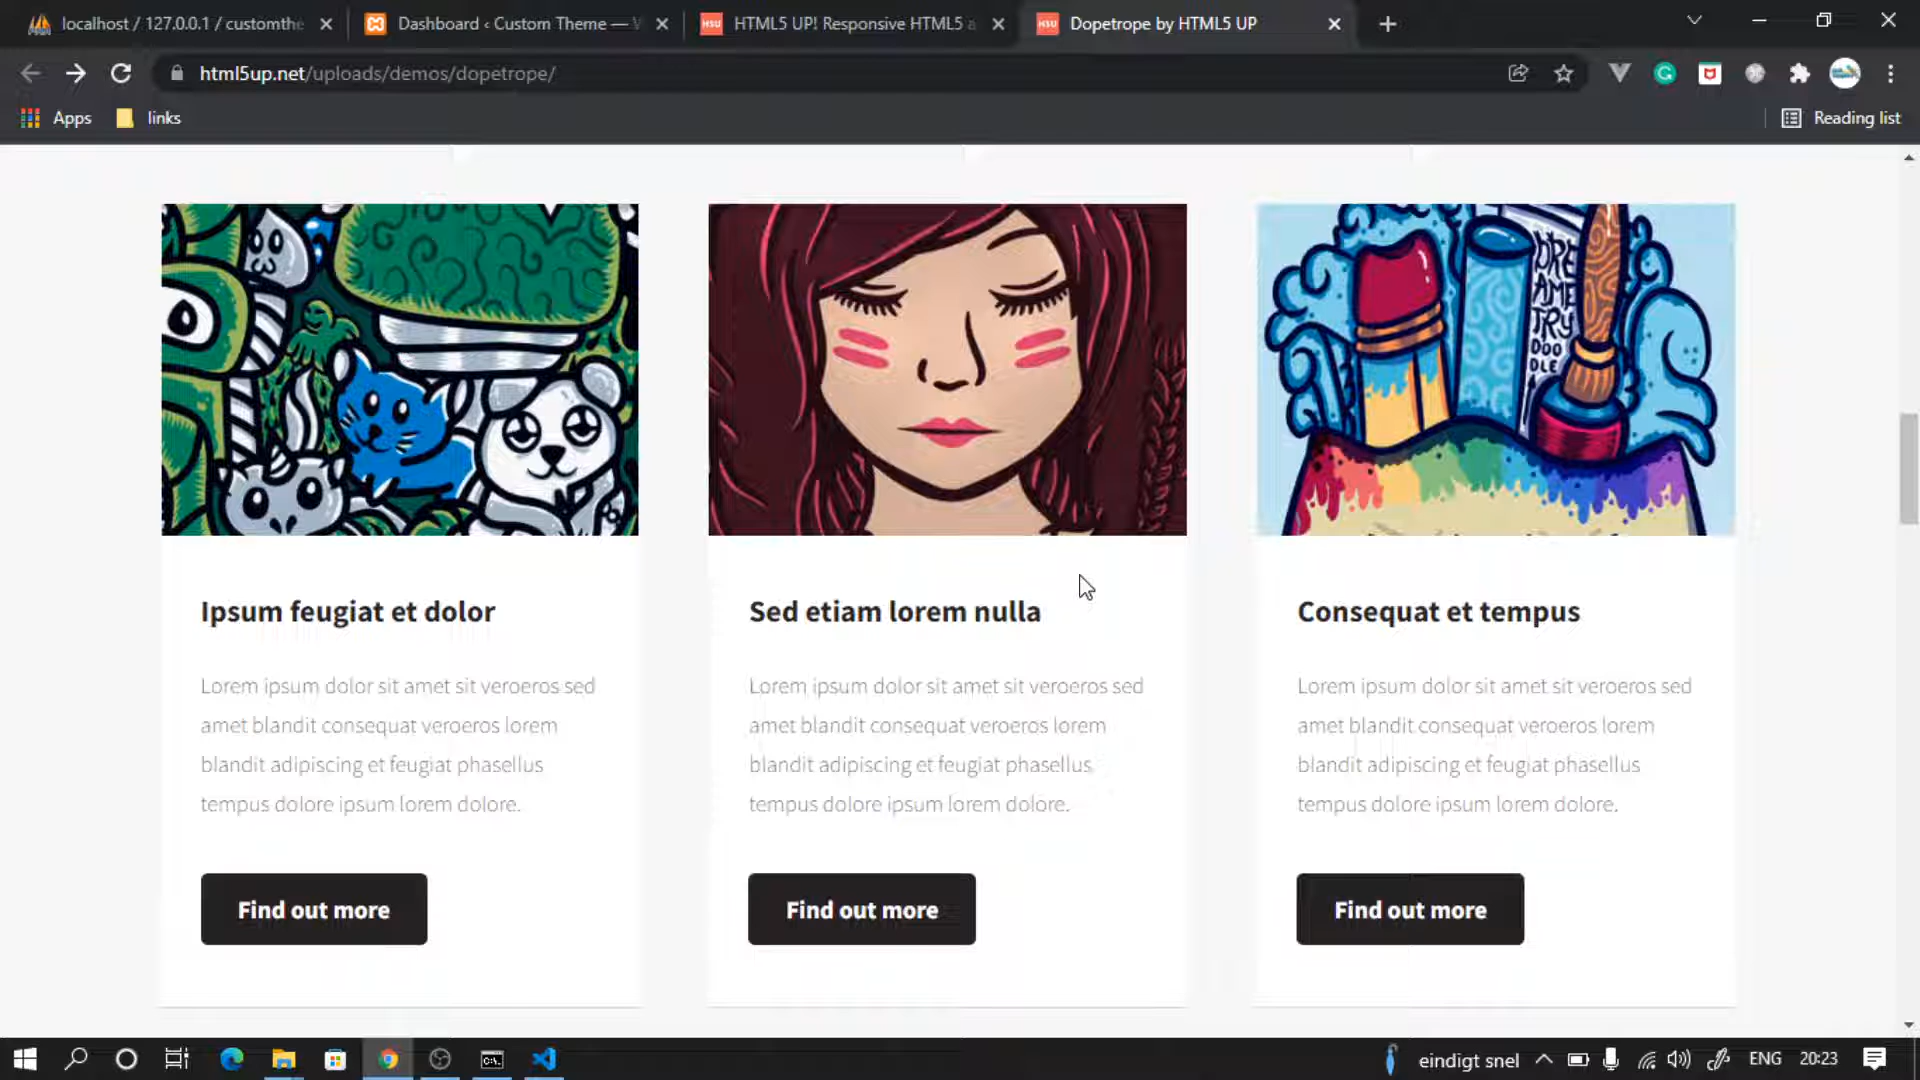 localhost / 127.0.0.1 / customthe
Dashboard ‹ Custom Theme — W
HTML5 UP! Responsive HTML5 a
Dopetrope by HTML5 UP
html5up.net/uploads/demos/dopetrope/
Apps
links
Reading list
DRE
AME
TRY
DOO
DLE
Ipsum feugiat et dolor
Lorem ipsum dolor sit amet sit veroeros sed
amet blandit consequat veroeros lorem
blandit adipiscing et feugiat phasellus
tempus dolore ipsum lorem dolore.
Find out more
Sed etiam lorem nulla
Lorem ipsum dolor sit amet sit veroeros sed
amet blandit consequat veroeros lorem
blandit adipiscing et feugiat phasellus
tempus dolore ipsum lorem dolore.
Find out more
Consequat et tempus
Lorem ipsum dolor sit amet sit veroeros sed
amet blandit consequat veroeros lorem
blandit adipiscing et feugiat phasellus
tempus dolore ipsum lorem dolore.
Find out more
eindigt snel
ENG
20:23